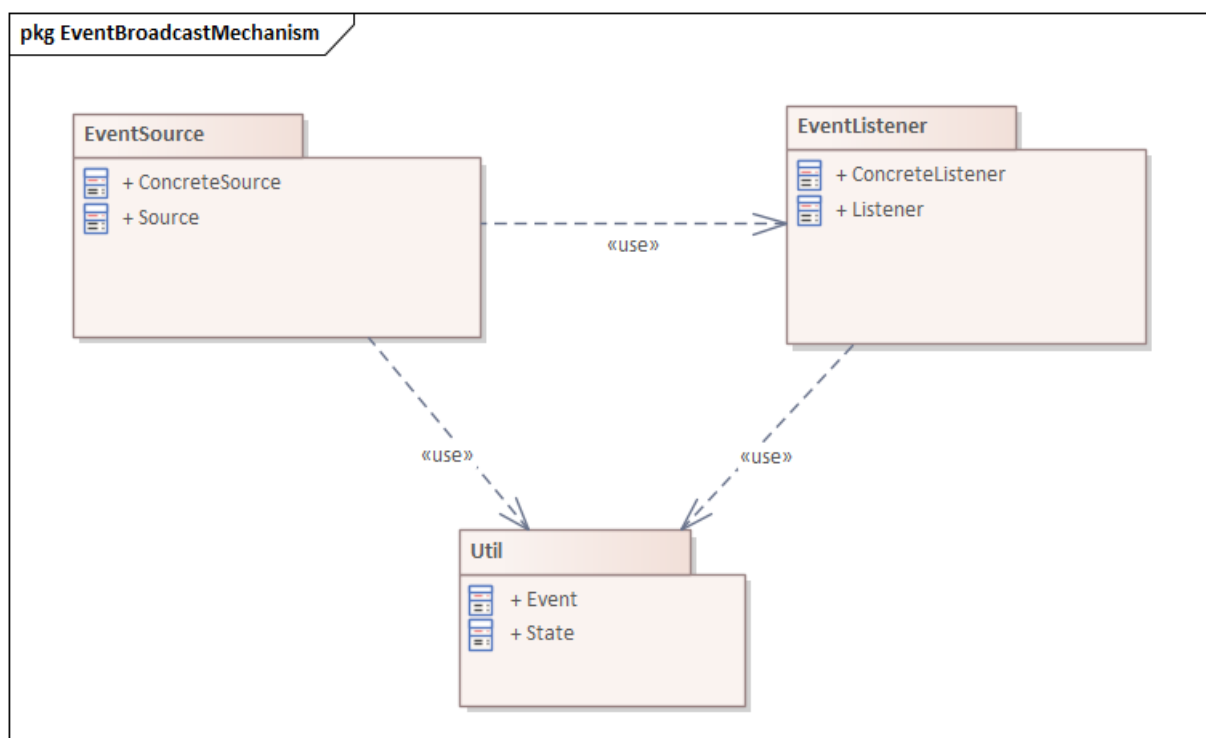 pkg EventBroadcastMechanism
EventSource
+ ConcreteSource
+ Source
EventListener
+ ConcreteListener
+ Listener
«use»
«use»
«use»
Util
+ Event
+ State